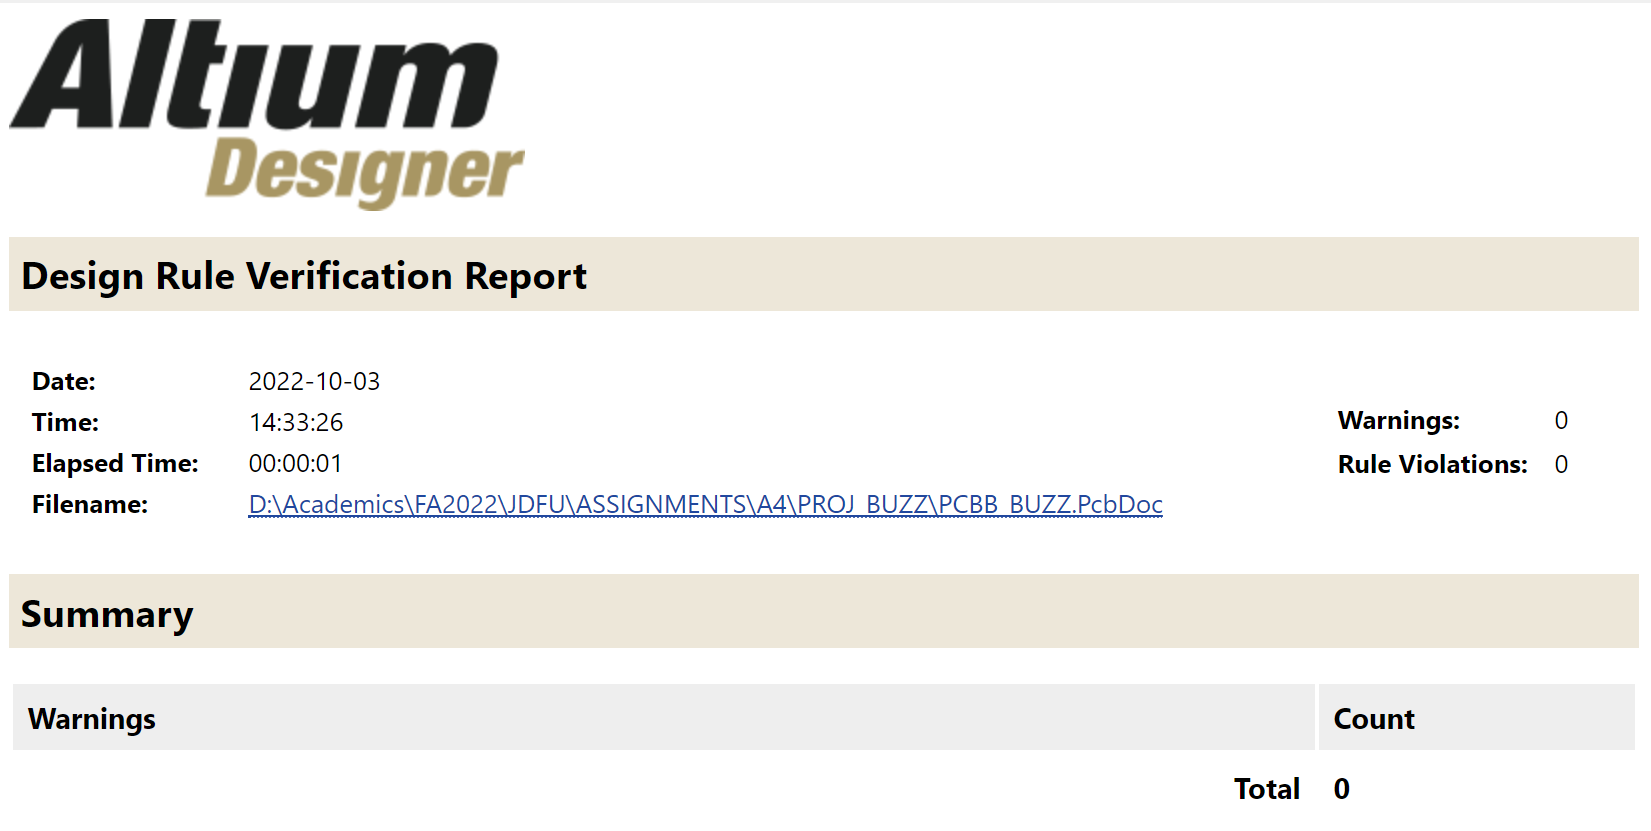 Altium
Designer
Design Rule Verification Report
Date: 2022-10-03
Time: 14:33:26
Elapsed Time: 00:00:01
Filename: D:\Academics\FA2022\JDFU\ASSIGNMENTS\A4\PROJ_BUZZ\PCBB_BUZZ.PcbDoc
Warnings: 0
Rule Violations: 0
Summary
Warnings Count
Total 0